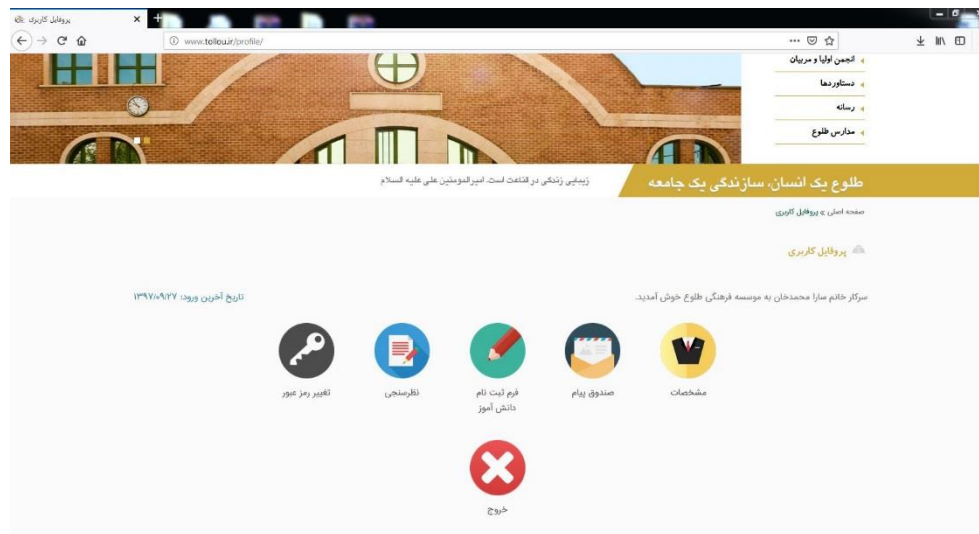 پروفایل کاربری
www.tollou.ir/profile/
انجمن اولیا و مربیان
دستاوردها
رسانه
مدارس طلوع
طلوع یک انسان، سازندگی یک جامعه
زیبایی زندگی در قناعت است. امیرالمومنین علی علیه السلام
صفحه اصلی » پروفایل کاربری
پروفایل کاربری
سرکار خانم سارا محمدخان به موسسه فرهنگی طلوع خوش آمدید.
تاریخ آخرین ورود: ۱۳۹۷/۰۹/۲۷
مشخصات
صندوق پیام
فرم ثبت نام
دانش آموز
نظرسنجی
تغییر رمز عبور
خروج